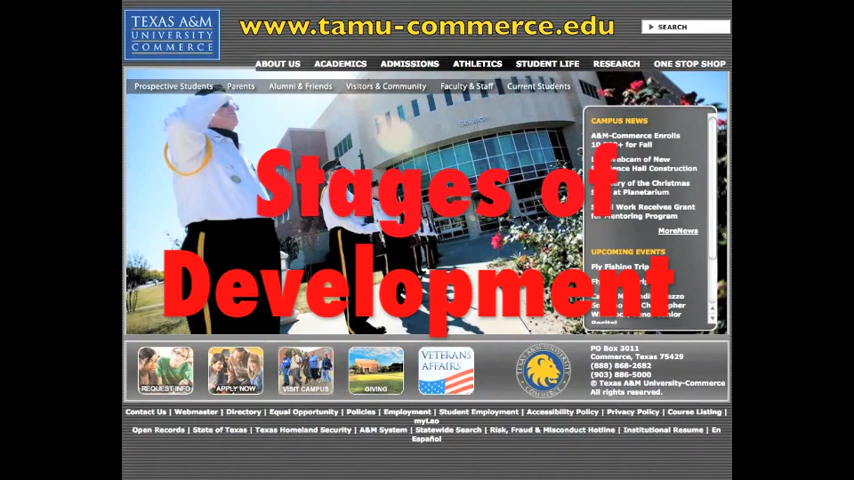 TEXAS A&M
UNIVERSITY
COMMERCE
www.tamu-commerce.edu
SEARCH
ABOUT US ACADEMICS ADMISSIONS ATHLETICS STUDENT LIFE RESEARCH ONE STOP SHOP
Prospective Students Parents Alumni & Friends Visitors & Community Faculty & Staff Current Students
CAMPUS NEWS
A&M-Commerce Enrolls
for Fall
of New
Hall Construction
of the Christmas
at Planetarium
Work Receives Grant
for Mentoring Program
MoreNews
Stages of
Development
UPCOMING EVENTS
Fly Fishing Trip
REQUEST INFO
APPLY NOW
VISIT CAMPUS
GIVING
VETERANS
AFFAIRS
PO Box 3011
Commerce, Texas 75429
(888) 868-2682
(903) 886-5000
© Texas A&M University-Commerce
All rights reserved.
Contact Us | Webmaster | Directory | Equal Opportunity | Policies | Employment | Student Employment | Accessibility Policy | Privacy Policy | Course Listing |
myLeo
Open Records | State of Texas | Texas Homeland Security | A&M System | Statewide Search | Risk, Fraud & Misconduct Hotline | Institutional Resume | En
Español